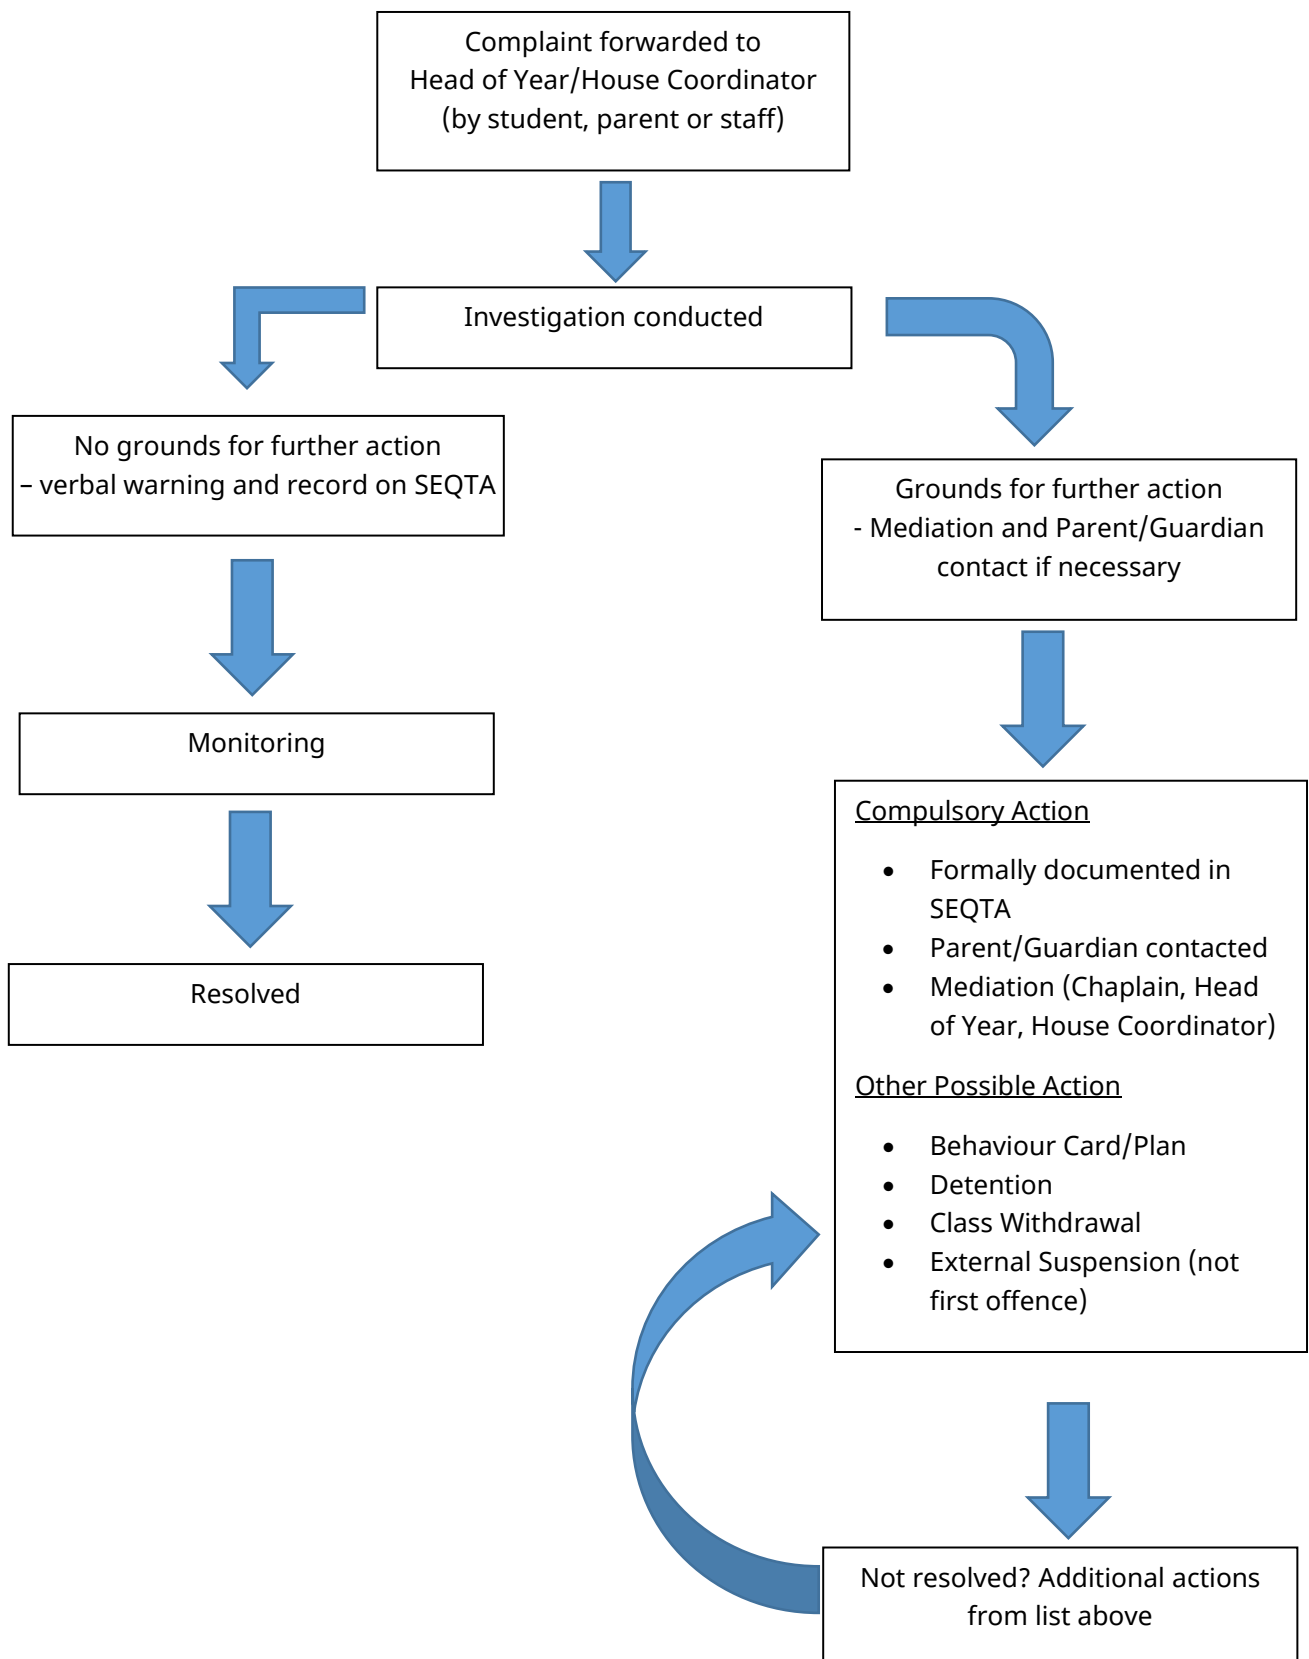 Complaint forwarded to
Head of Year/House Coordinator
(by student, parent or staff)
Investigation conducted
No grounds for further action
– verbal warning and record on SEQTA
Grounds for further action
- Mediation and Parent/Guardian
contact if necessary
Monitoring
Resolved
Compulsory Action
• Formally documented in
SEQTA
• Parent/Guardian contacted
• Mediation (Chaplain, Head
of Year, House Coordinator)
Other Possible Action
• Behaviour Card/Plan
• Detention
• Class Withdrawal
• External Suspension (not
first offence)
Not resolved? Additional actions
from list above